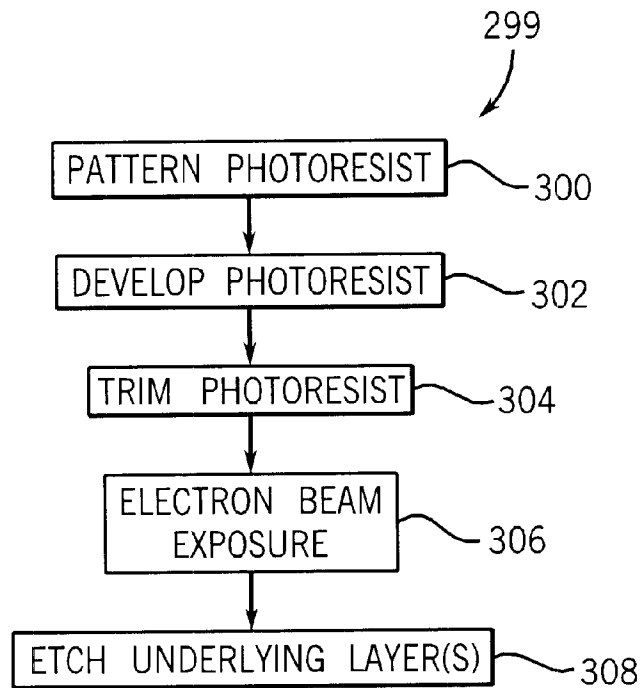 299
PATTERN PHOTORESIST
300
DEVELOP PHOTORESIST
302
TRIM PHOTORESIST
304
ELECTRON BEAM
EXPOSURE
306
ETCH UNDERLYING LAYER(S)
308